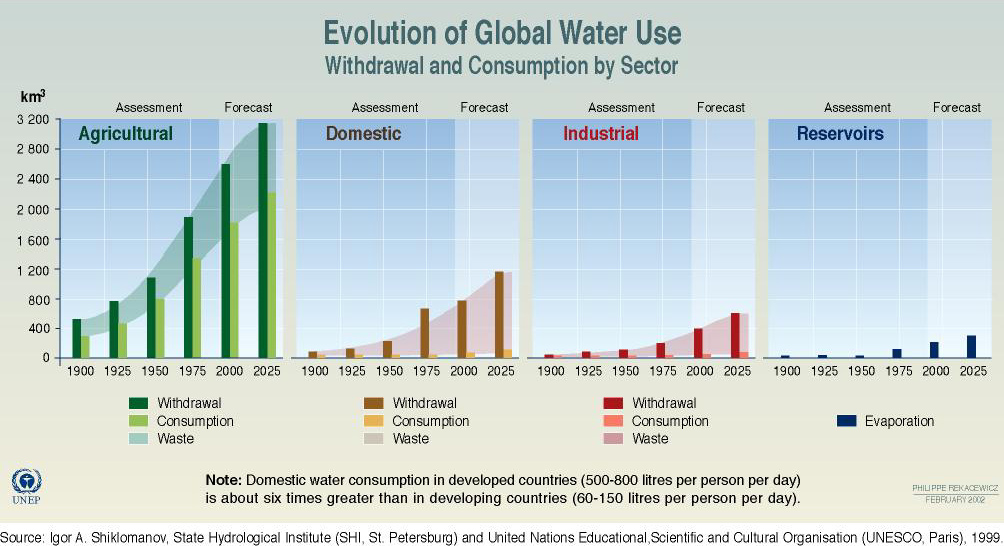 Evolution of Global Water Use
Withdrawal and Consumption by Sector
km³
Assessment Forecast Assessment Forecast Assessment Forecast Assessment Forecast
Agricultural Domestic Industrial Reservoirs
3 200
2 800
2 400
2 000
1 600
1 200
800
400
0
1900 1925 1950 1975 2000 2025 1900 1925 1950 1975 2000 2025 1900 1925 1950 1975 2000 2025 1900 1925 1950 1975 2000 2025
Withdrawal Withdrawal Withdrawal
Consumption Consumption Consumption Evaporation
Waste Waste Waste
Note: Domestic water consumption in developed countries (500-800 litres per person per day)
is about six times greater than in developing countries (60-150 litres per person per day).
UNEP
PHILIPPE REKACEWICZ
FEBRUARY 2002
Source: Igor A. Shiklomanov, State Hydrological Institute (SHI, St. Petersburg) and United Nations Educational,Scientific and Cultural Organisation (UNESCO, Paris), 1999.